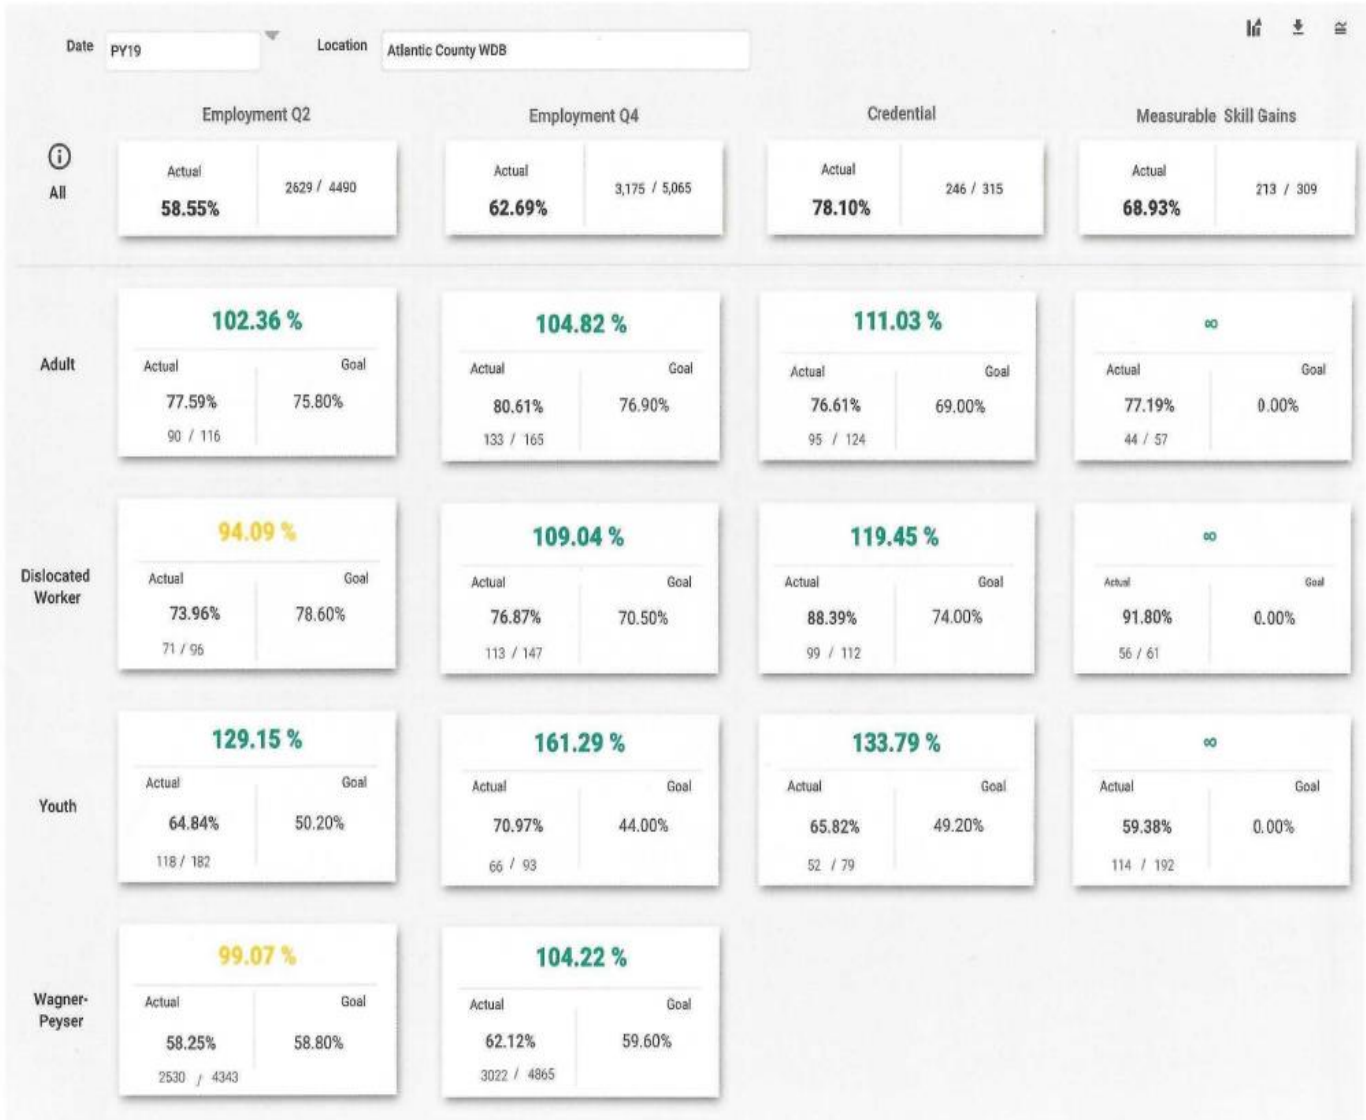 Date PY19 Location Atlantic County WDB
Employment Q2 Employment Q4 Credential Measurable Skill Gains
All
Actual 2629 / 4490 Actual 3,175 / 5,065 Actual 246 / 315 Actual 213 / 309
58.55% 62.69% 78.10% 68.93%
102.36 % 104.82 % 111.03 % ∞
Adult
Actual Goal Actual Goal Actual Goal Actual Goal
77.59% 75.80% 80.61% 76.90% 76.61% 69.00% 77.19% 0.00%
90 / 116 133 / 165 95 / 124 44 / 57
94.09 % 109.04 % 119.45 % ∞
Dislocated
Worker
Actual Goal Actual Goal Actual Goal Actual Goal
73.96% 78.60% 76.87% 70.50% 88.39% 74.00% 91.80% 0.00%
71 / 96 113 / 147 99 / 112 56 / 61
129.15 % 161.29 % 133.79 % ∞
Youth
Actual Goal Actual Goal Actual Goal Actual Goal
64.84% 50.20% 70.97% 44.00% 65.82% 49.20% 59.38% 0.00%
118 / 182 66 / 93 52 / 79 114 / 192
99.07 % 104.22 %
Wagner-
Peyser
Actual Goal Actual Goal
58.25% 58.80% 62.12% 59.60%
2530 / 4343 3022 / 4865